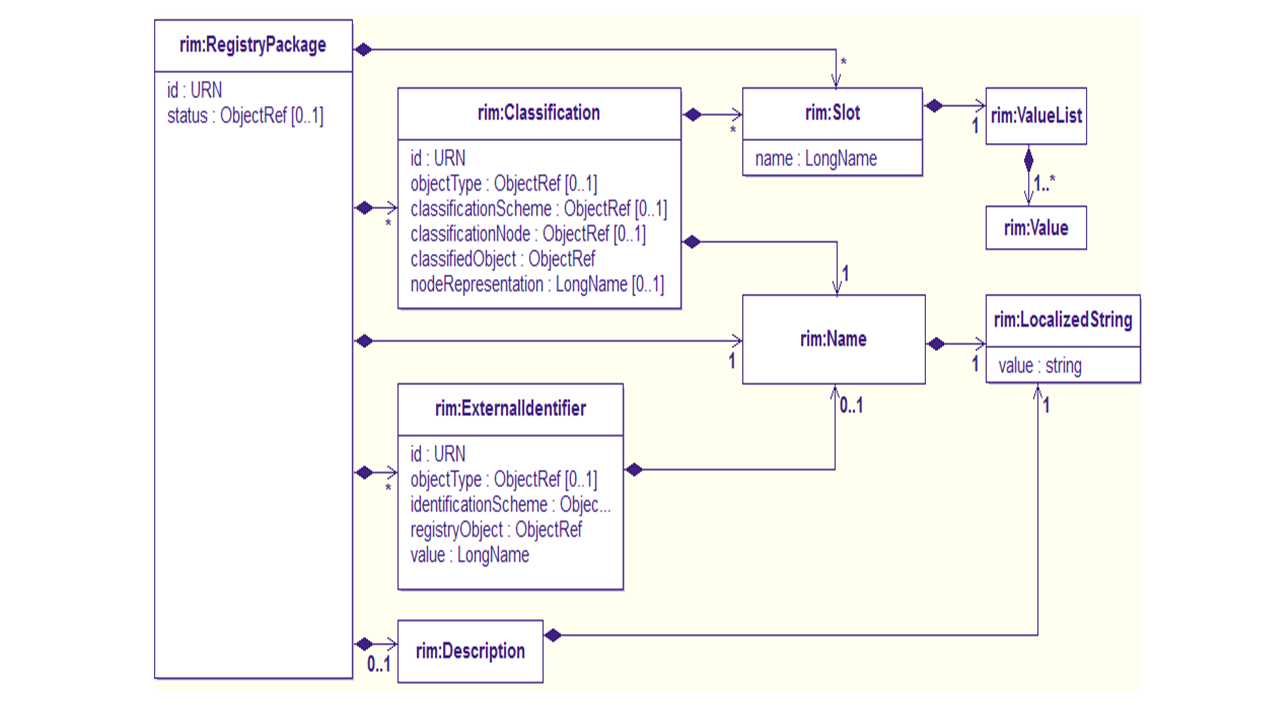 rim:RegistryPackage
id : URN
status : ObjectRef [0..1]
*
rim:Classification
id : URN
objectType : ObjectRef [0..1]
classificationScheme : ObjectRef [0..1]
classificationNode : ObjectRef [0..1]
classifiedObject : ObjectRef
nodeRepresentation : LongName [0..1]
*
*
rim:Slot
name : LongName
1
rim:ValueList
1..*
rim:Value
1
1
rim:Name
1
rim:LocalizedString
value : string
0..1
1
*
rim:ExternalIdentifier
id : URN
objectType : ObjectRef [0..1]
identificationScheme : Objec...
registryObject : ObjectRef
value : LongName
0..1
rim:Description